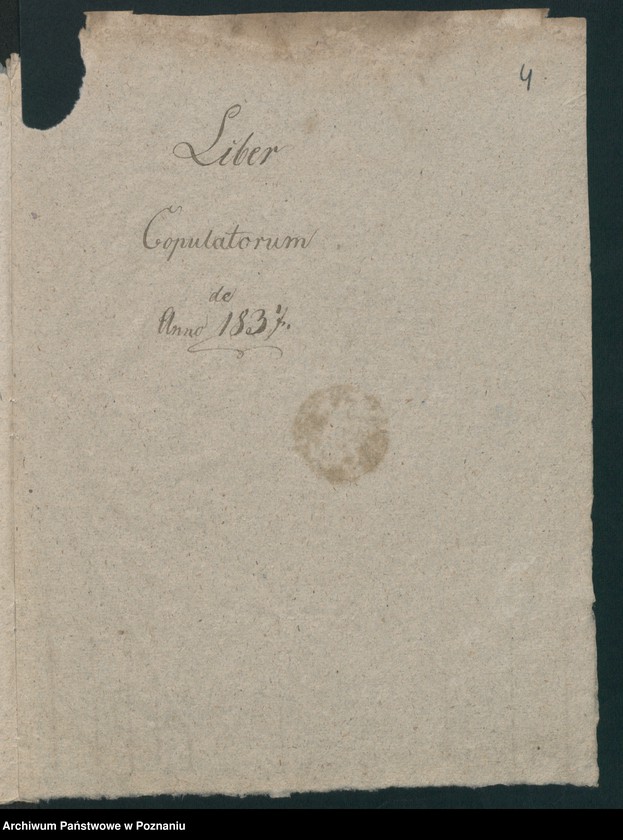 4
Liber
Copulatorum
de
Anno 1837.
Archiwum Państwowe w Poznaniu